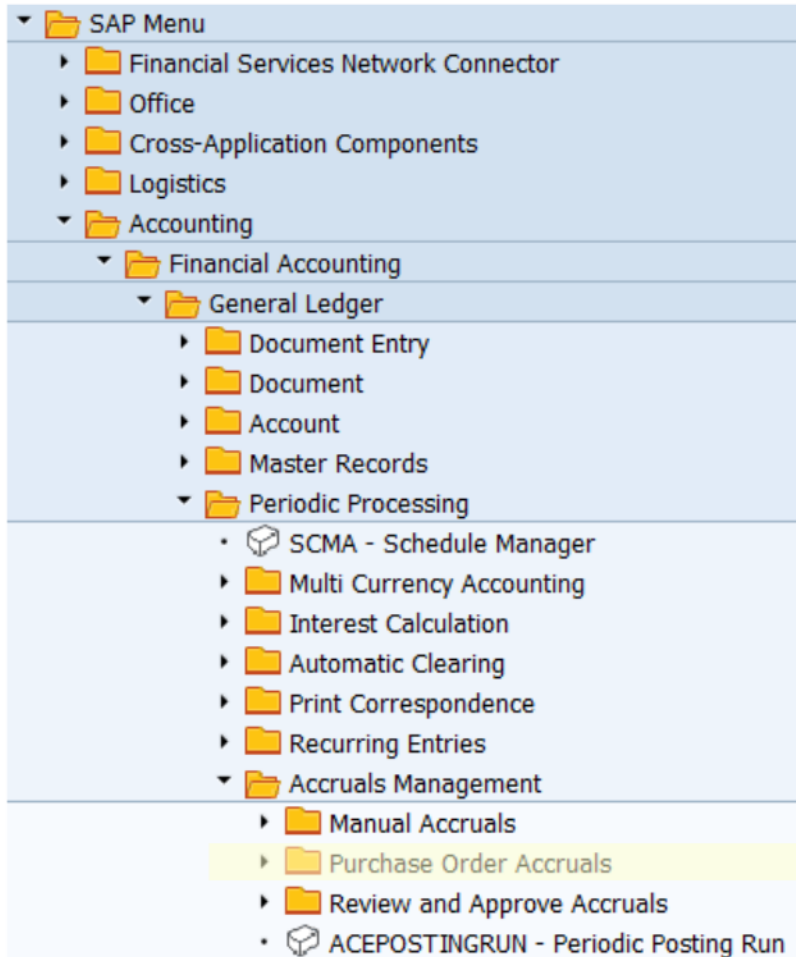 SAP Menu
Financial Services Network Connector
Office
Cross-Application Components
Logistics
Accounting
Financial Accounting
General Ledger
Document Entry
Document
Account
Master Records
Periodic Processing
SCMA - Schedule Manager
Multi Currency Accounting
Interest Calculation
Automatic Clearing
Print Correspondence
Recurring Entries
Accruals Management
Manual Accruals
Purchase Order Accruals
Review and Approve Accruals
ACEPOSTINGRUN - Periodic Posting Run